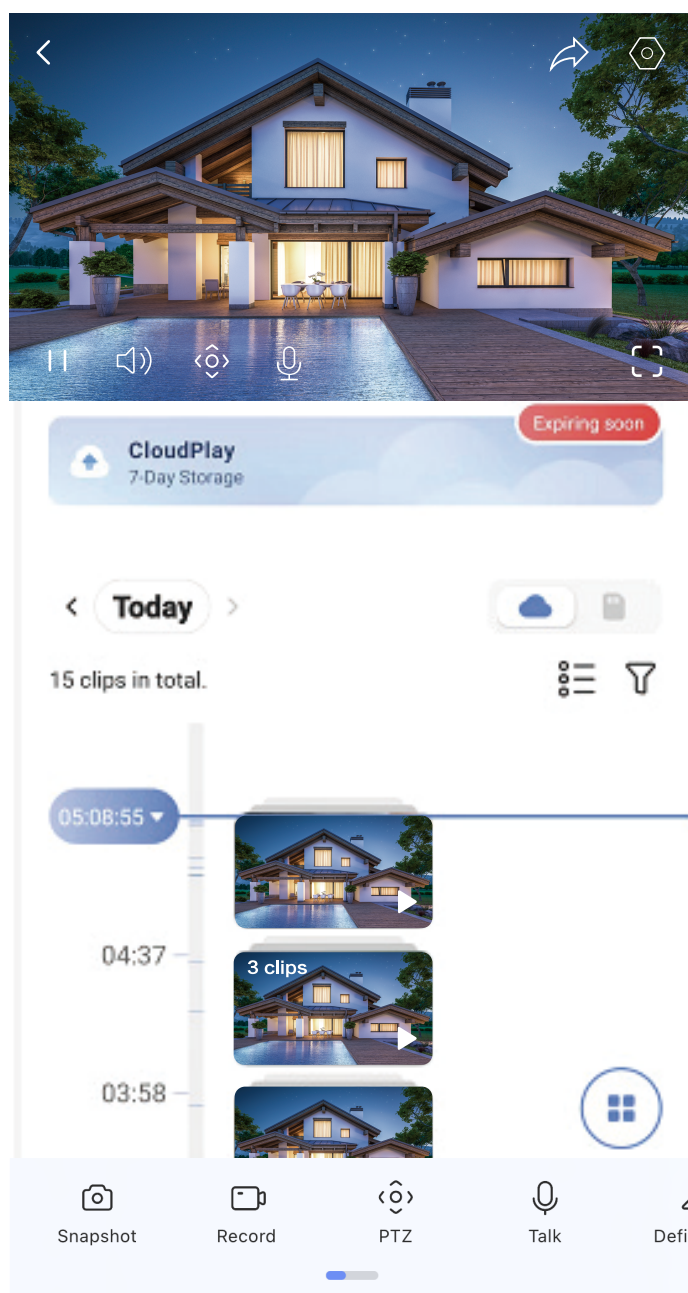 Expiring soon
CloudPlay
7-Day Storage
Today
15 clips in total.
05:08:55
04:37
3 clips
03:58
Snapshot
Record
PTZ
Talk
Defi